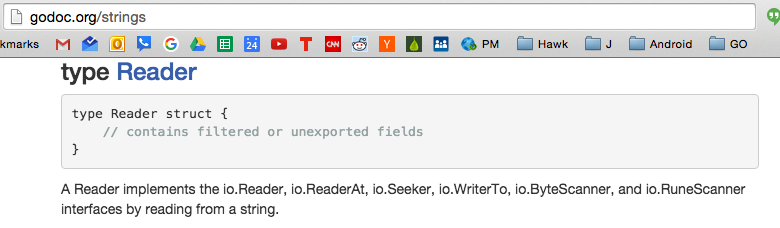 godoc.org/strings
kmarks 24 CNN Y PM Hawk J Android GO
type Reader
type Reader struct {
// contains filtered or unexported fields
}
A Reader implements the io.Reader, io.ReaderAt, io.Seeker, io.WriterTo, io.ByteScanner, and io.RuneScanner
interfaces by reading from a string.